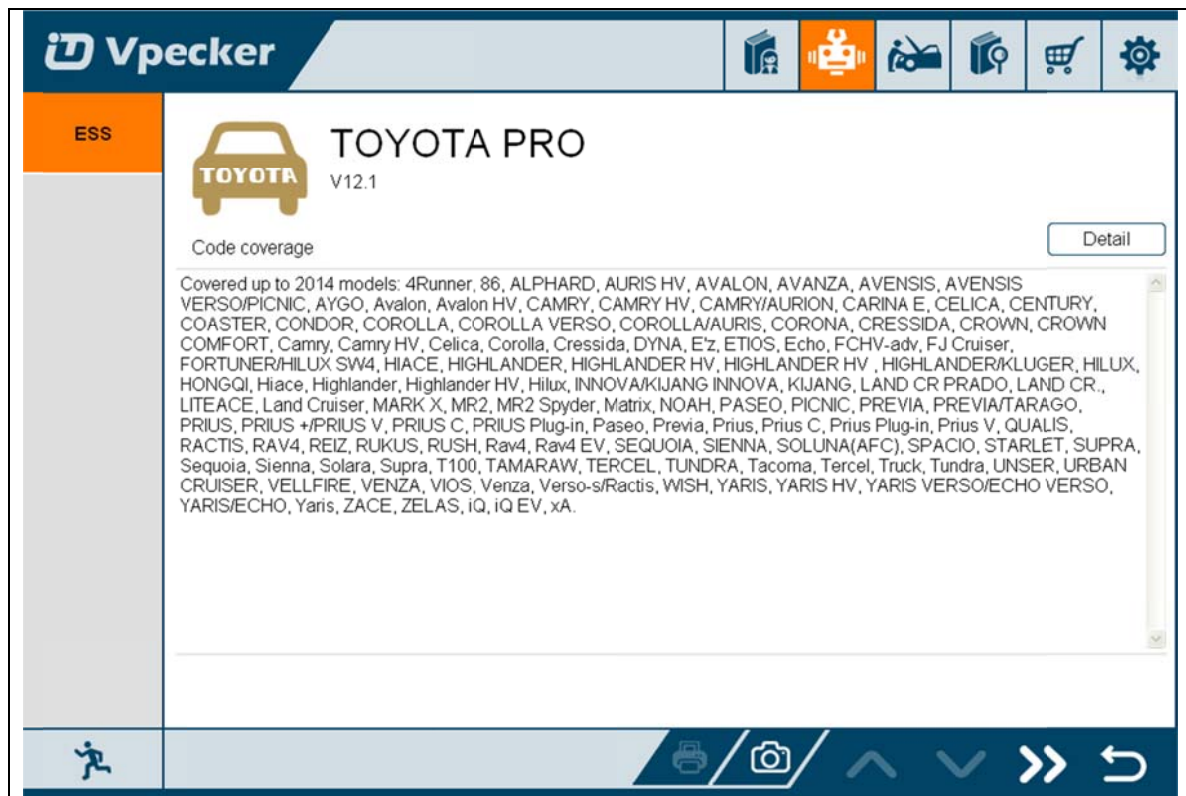 Vpecker
ESS
TOYOTA
TOYOTA PRO
V12.1
Code coverage
Detail
Covered up to 2014 models: 4Runner, 86, ALPHARD, AURIS HV, AVALON, AVANZA, AVENSIS, AVENSIS
VERSO/PICNIC, AYGO, Avalon, Avalon HV, CAMRY, CAMRY HV, CAMRY/AURION, CARINA E, CELICA, CENTURY,
COASTER, CONDOR, COROLLA, COROLLA VERSO, COROLLA/AURIS, CORONA, CRESSIDA, CROWN, CROWN
COMFORT, Camry, Camry HV, Celica, Corolla, Cressida, DYNA, E'z, ETIOS, Echo, FCHV-adv, FJ Cruiser,
FORTUNER/HILUX SW4, HIACE, HIGHLANDER, HIGHLANDER HV, HIGHLANDER HV , HIGHLANDER/KLUGER, HILUX,
HONGQI, Hiace, Highlander, Highlander HV, Hilux, INNOVA/KIJANG INNOVA, KIJANG, LAND CR PRADO, LAND CR.,
LITEACE, Land Cruiser, MARK X, MR2, MR2 Spyder, Matrix, NOAH, PASEO, PICNIC, PREVIA, PREVIA/TARAGO,
PRIUS, PRIUS +/PRIUS V, PRIUS C, PRIUS Plug-in, Paseo, Previa, Prius, Prius C, Prius Plug-in, Prius V, QUALIS,
RACTIS, RAV4, REIZ, RUKUS, RUSH, Rav4, Rav4 EV, SEQUOIA, SIENNA, SOLUNA(AFC), SPACIO, STARLET, SUPRA,
Sequoia, Sienna, Solara, Supra, T100, TAMARAW, TERCEL, TUNDRA, Tacoma, Tercel, Truck, Tundra, UNSER, URBAN
CRUISER, VELLFIRE, VENZA, VIOS, Venza, Verso-s/Ractis, WISH, YARIS, YARIS HV, YARIS VERSO/ECHO VERSO,
YARIS/ECHO, Yaris, ZACE, ZELAS, iQ, iQ EV, xA.